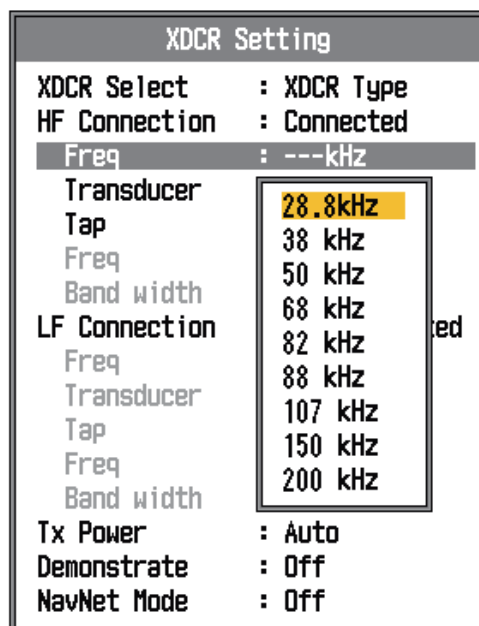 XDCR Setting
XDCR Select : XDCR Type
HF Connection : Connected
Freq : ---kHz
Transducer
Tap
Freq
Band width
LF Connection ted
Freq
Transducer
Tap
Freq
Band width
28.8kHz
38 kHz
50 kHz
68 kHz
82 kHz
88 kHz
107 kHz
150 kHz
200 kHz
Tx Power : Auto
Demonstrate : Off
NavNet Mode : Off